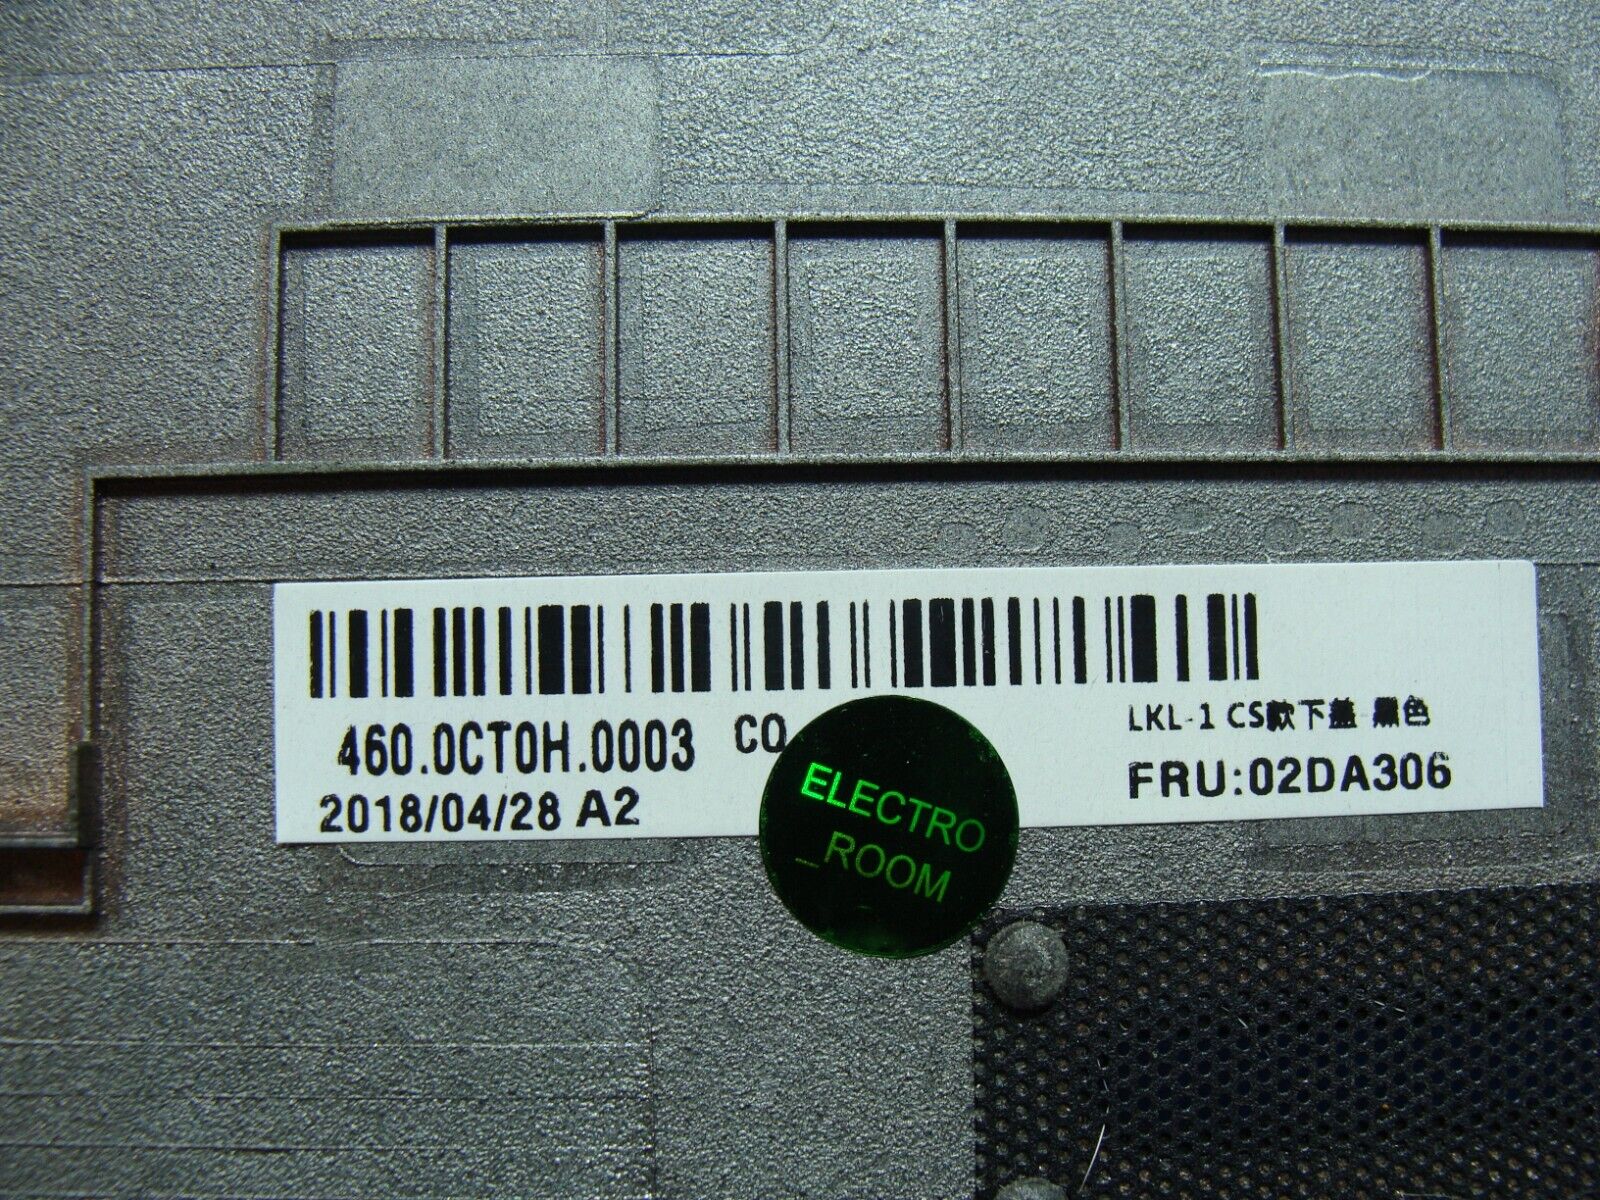 460.0CT0H.0003 CQ
2018/04/28 A2
LKL-1 CS款下盖 黑色
FRU:02DA306
ELECTRO
_ROOM